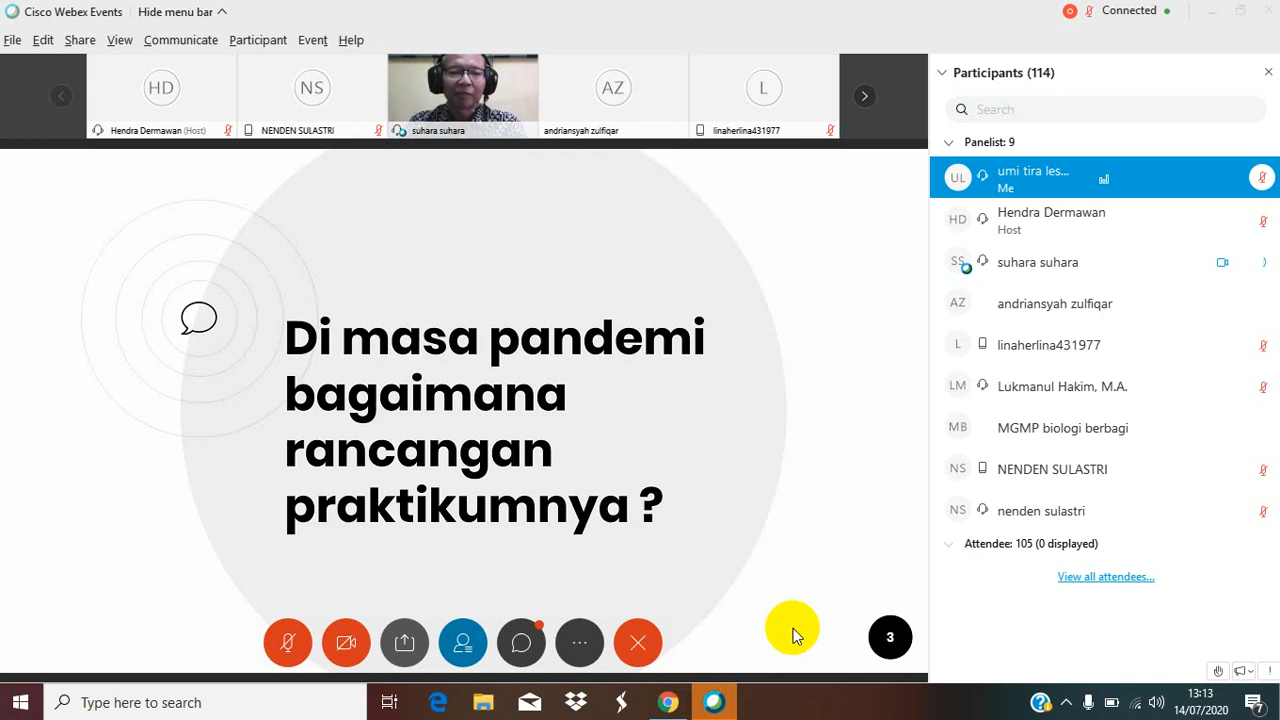 Cisco Webex Events
Hide menu bar
Connected
File Edit Share View Communicate Participant Event Help
HD
NS
AZ
L
Hendra Dermawan (Host)
NENDEN SULASTRI
suhara suhara
andriansyah zulfiqar
linaherlina431977
Di masa pandemi
bagaimana
rancangan
praktikumnya ?
3
Participants (114)
Search
Panelist: 9
UL
umi tira les...
Me
HD
Hendra Dermawan
Host
SS
suhara suhara
AZ
andriansyah zulfiqar
L
linaherlina431977
LM
Lukmanul Hakim, M.A.
MB
MGMP biologi berbagi
NS
NENDEN SULASTRI
NS
nenden sulastri
Attendee: 105 (0 displayed)
View all attendees...
Type here to search
13:13
14/07/2020
7